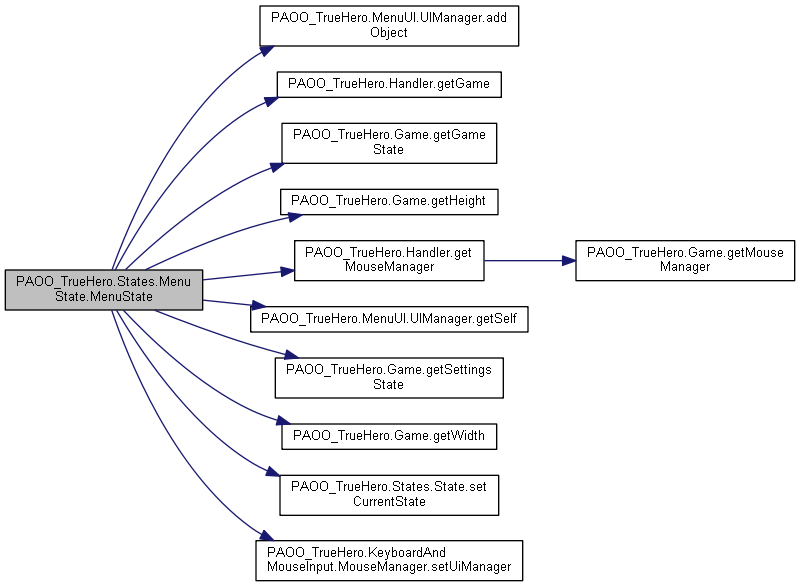 PAOO_TrueHero.MenuUI.UIManager.add
Object
PAOO_TrueHero.Handler.getGame
PAOO_TrueHero.Game.getGame
State
PAOO_TrueHero.Game.getHeight
PAOO_TrueHero.Handler.get
MouseManager
PAOO_TrueHero.Game.getMouse
Manager
PAOO_TrueHero.States.Menu
State.MenuState
PAOO_TrueHero.MenuUI.UIManager.getSelf
PAOO_TrueHero.Game.getSettings
State
PAOO_TrueHero.Game.getWidth
PAOO_TrueHero.States.State.set
CurrentState
PAOO_TrueHero.KeyboardAnd
MouseInput.MouseManager.setUiManager